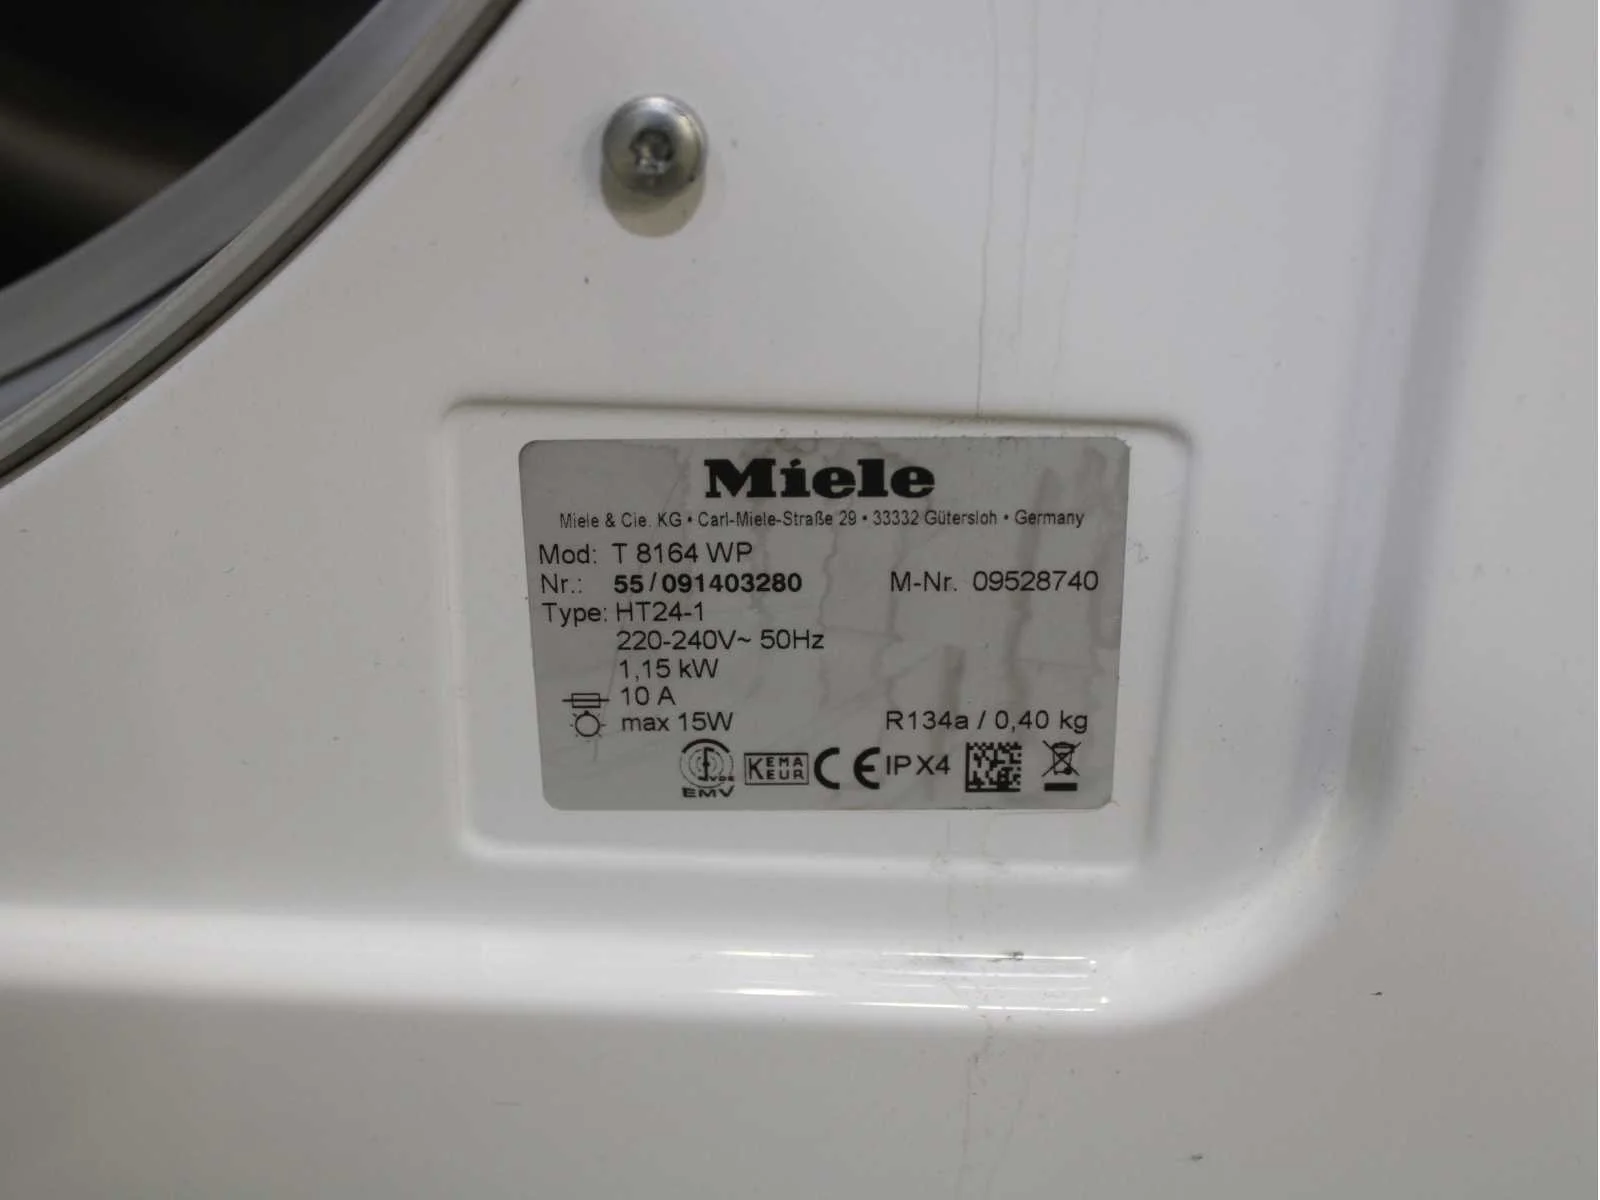 Miele
Miele & Cie. KG • Carl-Miele-Straße 29 • 33332 Gütersloh • Germany
Mod: T 8164 WP
Nr.: 55/091403280 M-Nr. 09528740
Type: HT24-1
220-240V~ 50Hz
1,15 kW
10 A
max 15W R134a / 0,40 kg
VDE EMV KEMA KEUR CE IPX4